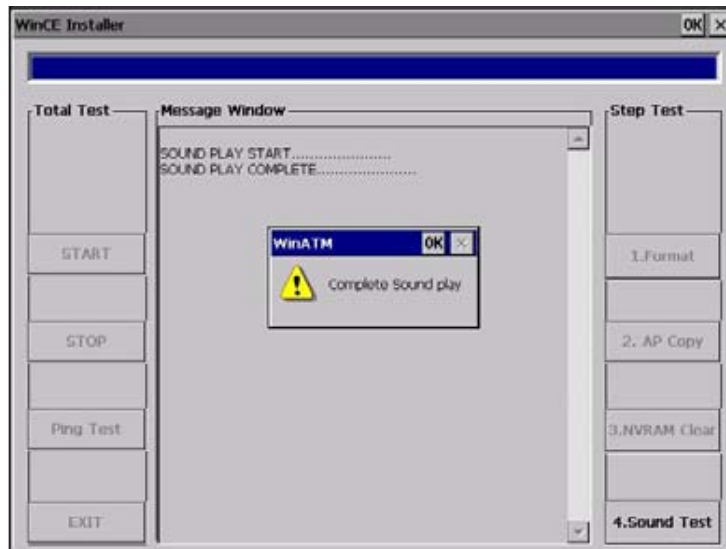 WinCE Installer OK ×
Total Test
Message Window
Step Test
SOUND PLAY START......................
SOUND PLAY COMPLETE......................
WinATM OK ×
Complete Sound play
START
1.Format
STOP
2. AP Copy
Ping Test
3.NVRAM Clear
EXIT
4.Sound Test